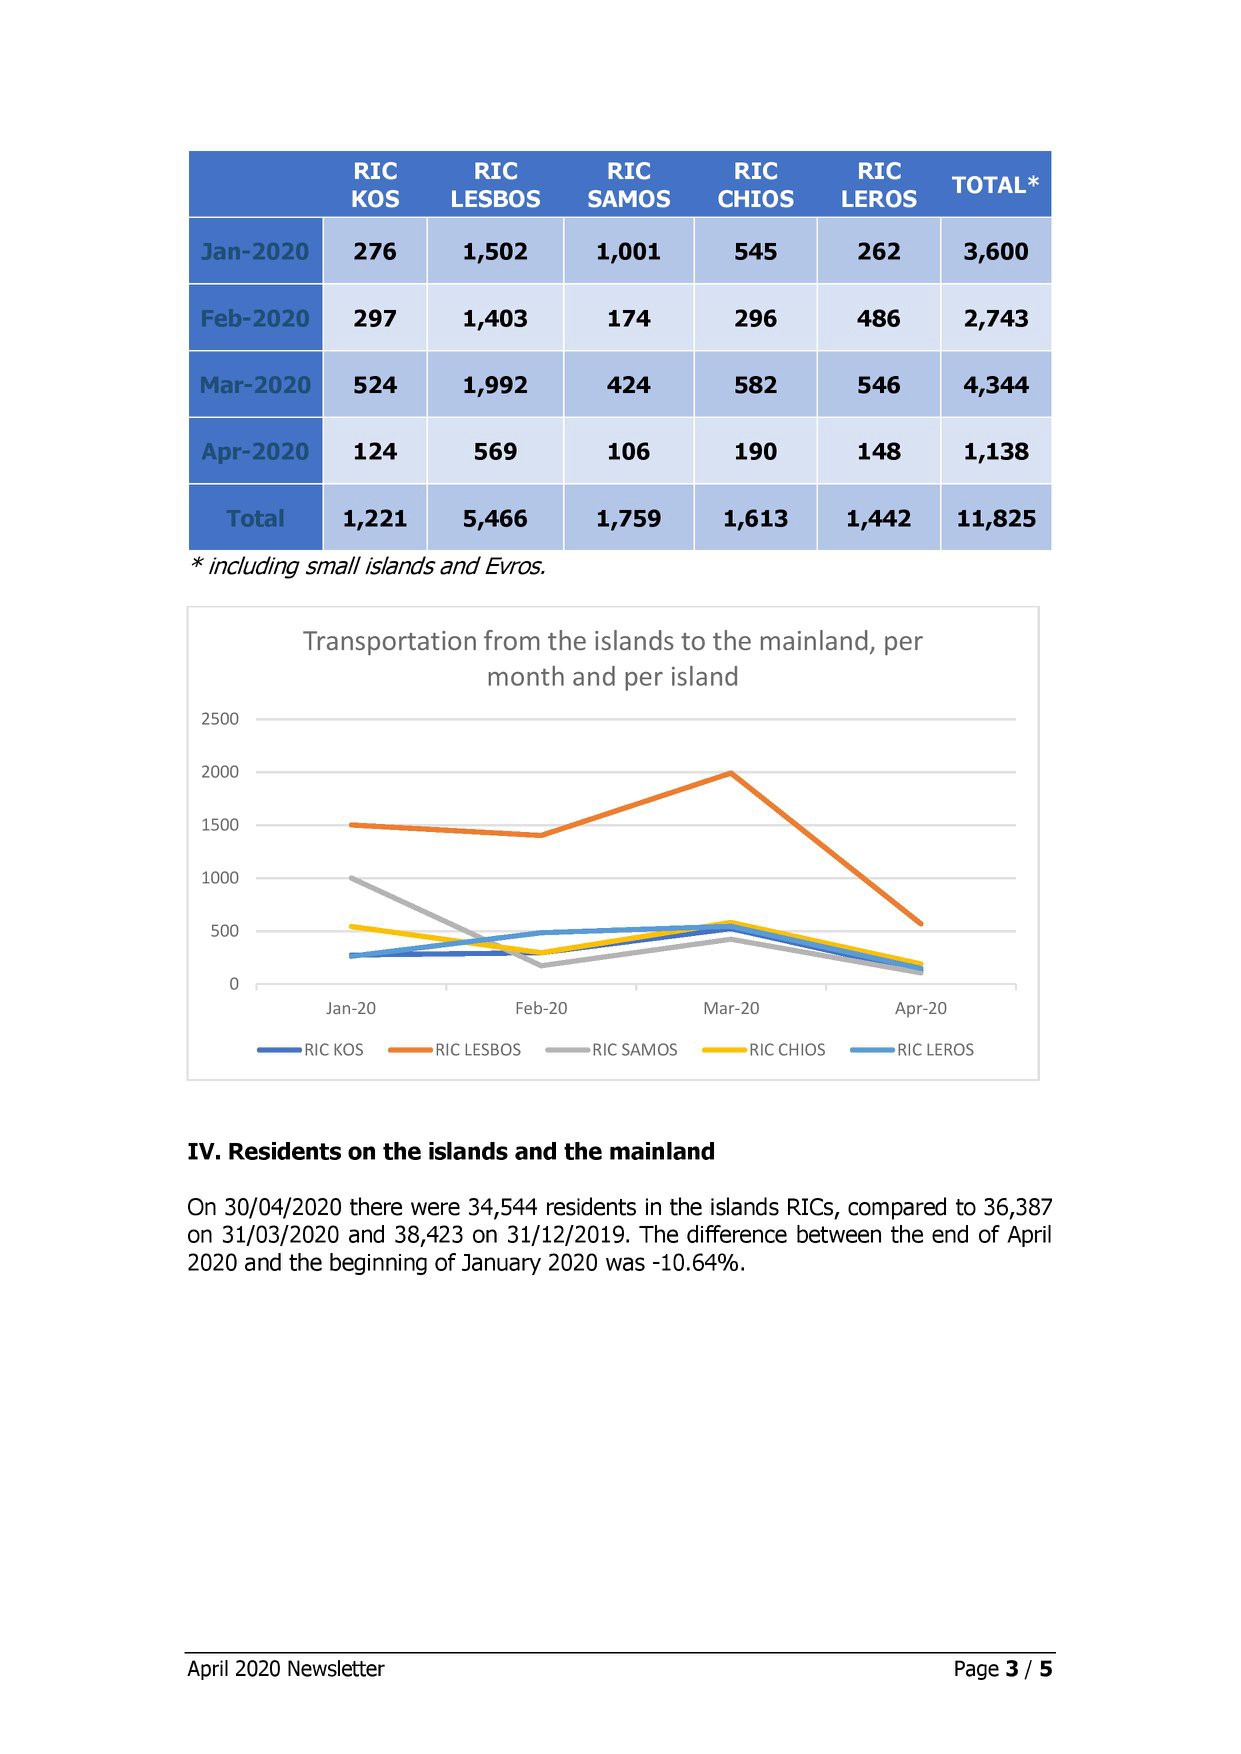 RIC KOS RIC LESBOS RIC SAMOS RIC CHIOS RIC LEROS TOTAL*
Jan-2020 276 1,502 1,001 545 262 3,600
Feb-2020 297 1,403 174 296 486 2,743
Mar-2020 524 1,992 424 582 546 4,344
Apr-2020 124 569 106 190 148 1,138
Total 1,221 5,466 1,759 1,613 1,442 11,825
* including small islands and Evros.
Transportation from the islands to the mainland, per
month and per island
2500
2000
1500
1000
500
0
Jan-20 Feb-20 Mar-20 Apr-20
RIC KOS RIC LESBOS RIC SAMOS RIC CHIOS RIC LEROS
IV. Residents on the islands and the mainland
On 30/04/2020 there were 34,544 residents in the islands RICs, compared to 36,387
on 31/03/2020 and 38,423 on 31/12/2019. The difference between the end of April
2020 and the beginning of January 2020 was -10.64%.
April 2020 Newsletter Page 3 / 5